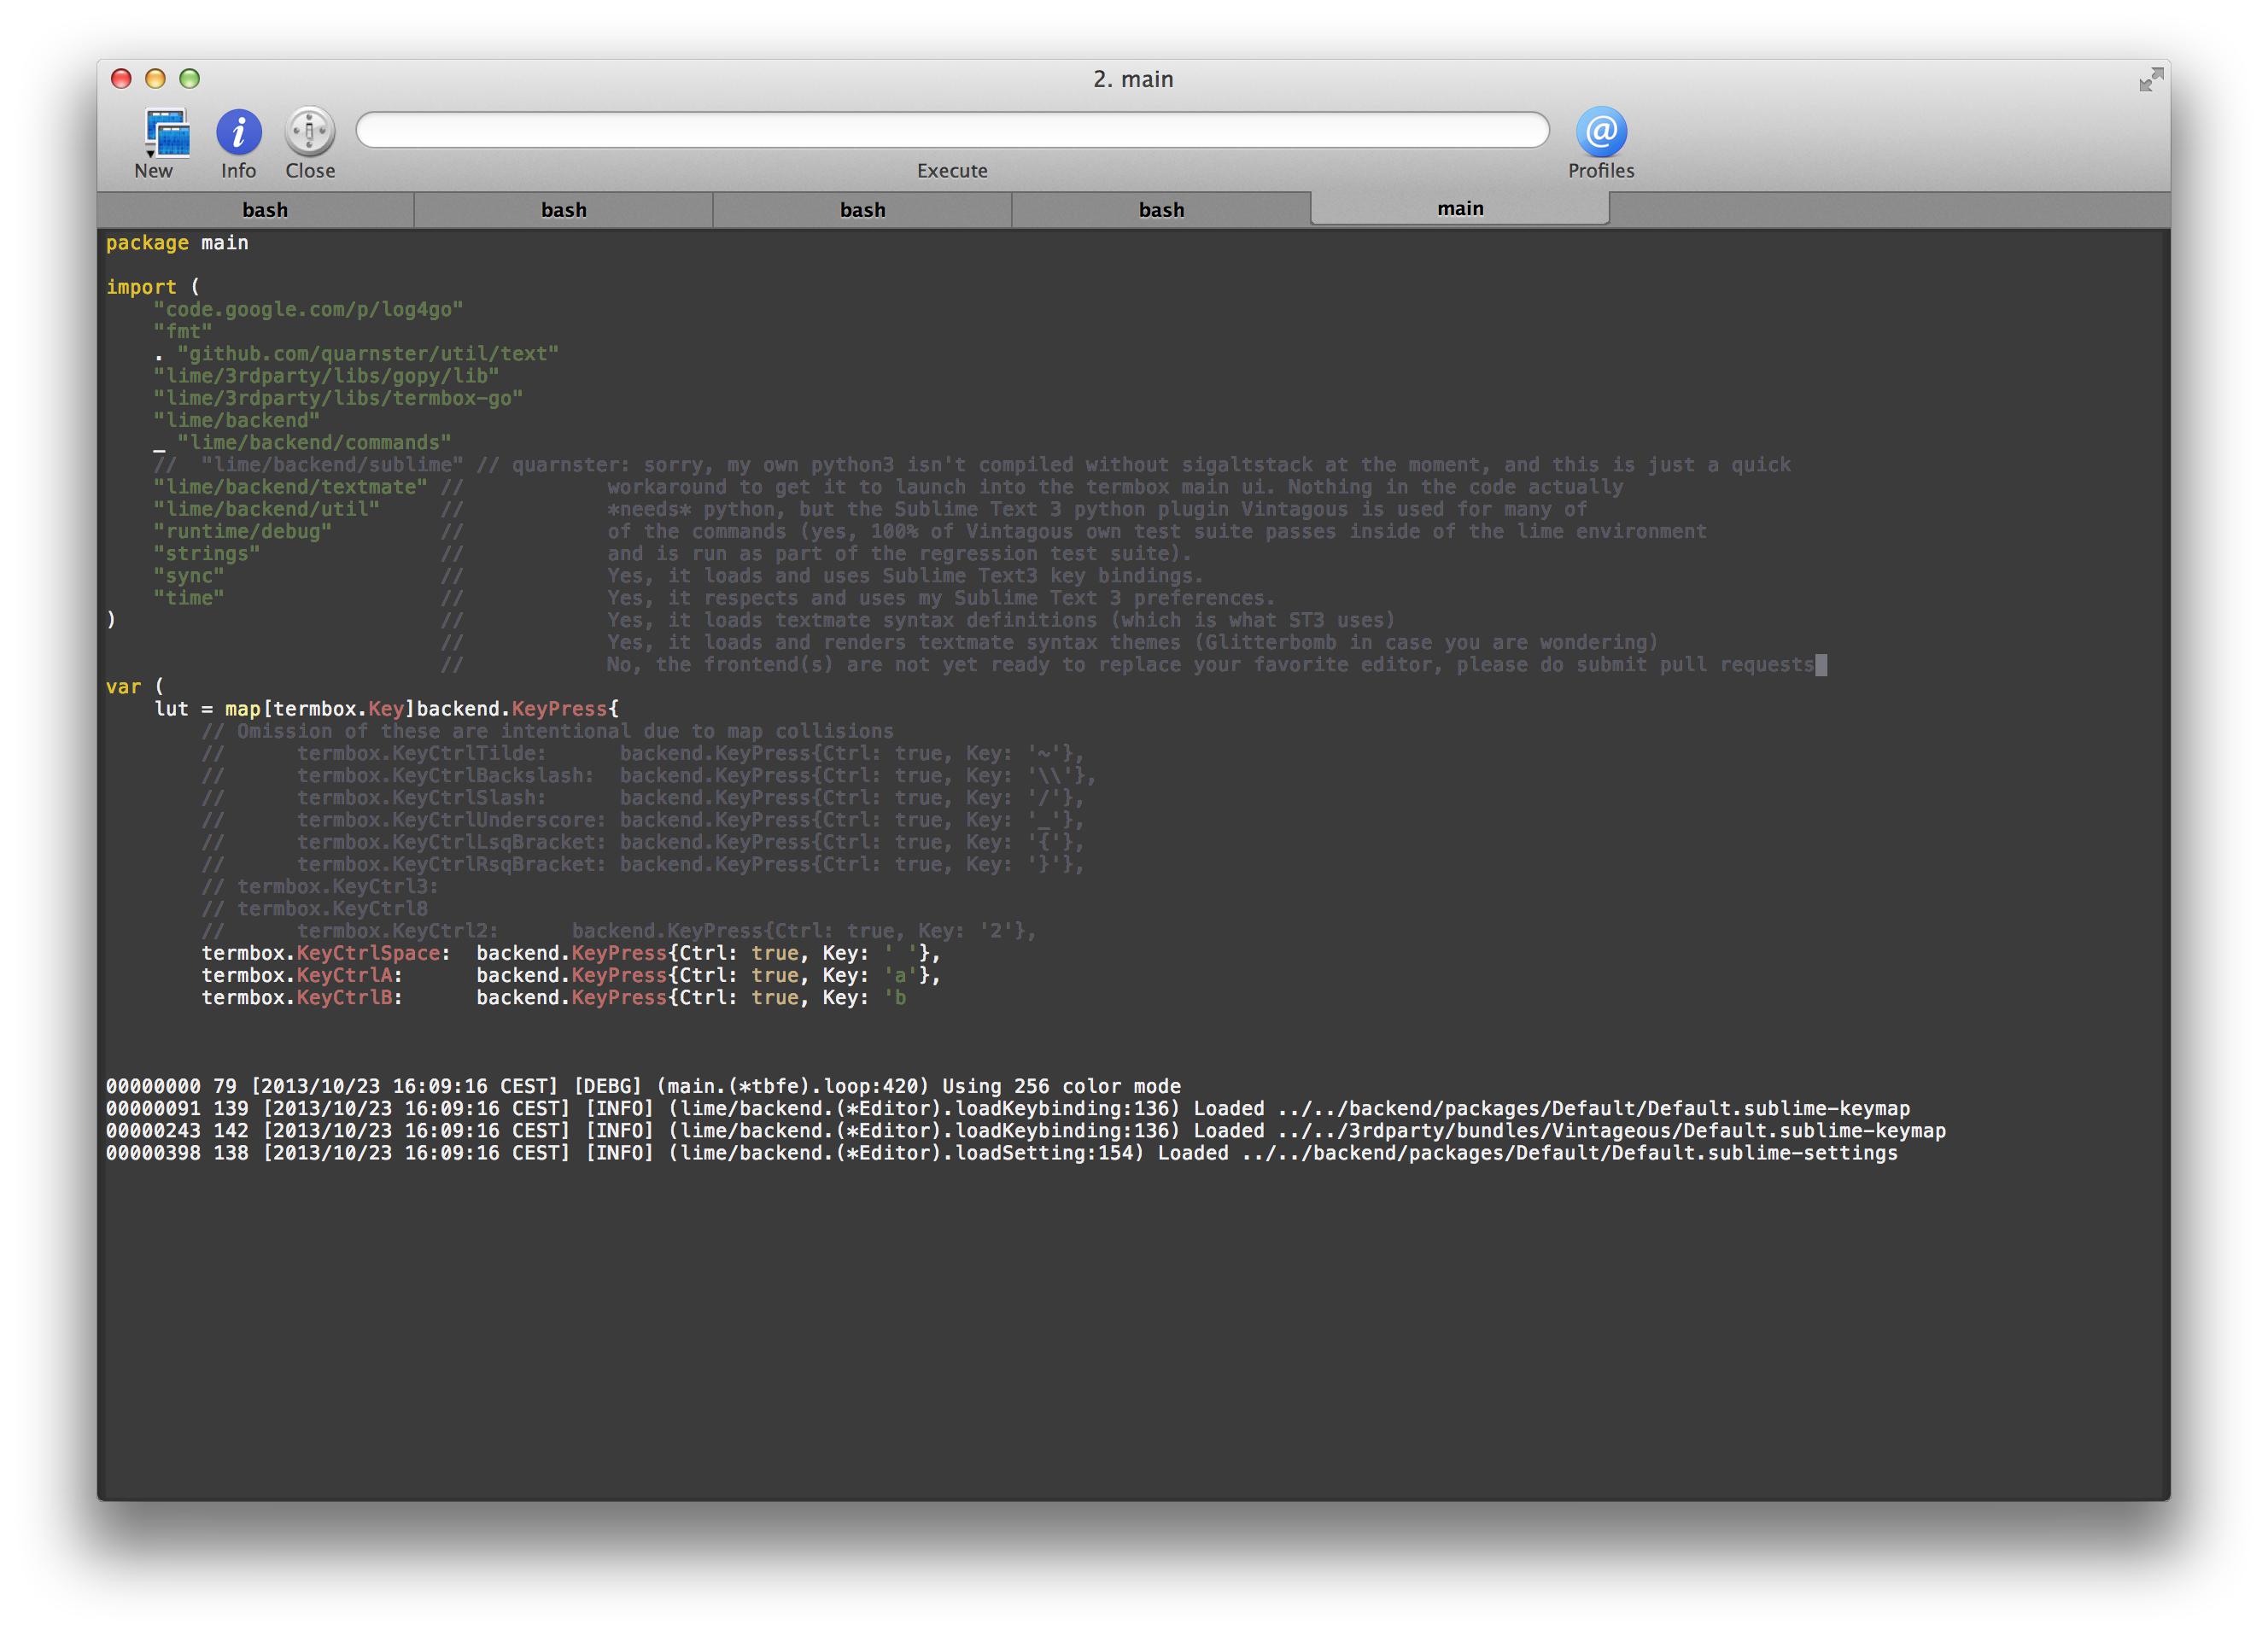 2. main
New Info Close Execute Profiles
bash bash bash bash main
package main
import (
    "code.google.com/p/log4go"
    "fmt"
    . "github.com/quarnster/util/text"
    "lime/3rdparty/libs/gopy/lib"
    "lime/3rdparty/libs/termbox-go"
    "lime/backend"
    _ "lime/backend/commands"
    //  "lime/backend/sublime" // quarnster: sorry, my own python3 isn't compiled without sigaltstack at the moment, and this is just a quick
    "lime/backend/textmate" //            workaround to get it to launch into the termbox main ui. Nothing in the code actually
    "lime/backend/util"     //            *needs* python, but the Sublime Text 3 python plugin Vintagous is used for many of
    "runtime/debug"         //            of the commands (yes, 100% of Vintagous own test suite passes inside of the lime environment
    "strings"               //            and is run as part of the regression test suite).
    "sync"                  //            Yes, it loads and uses Sublime Text3 key bindings.
    "time"                  //            Yes, it respects and uses my Sublime Text 3 preferences.
)                           //            Yes, it loads textmate syntax definitions (which is what ST3 uses)
                            //            Yes, it loads and renders textmate syntax themes (Glitterbomb in case you are wondering)
                            //            No, the frontend(s) are not yet ready to replace your favorite editor, please do submit pull requests
var (
    lut = map[termbox.Key]backend.KeyPress{
        // Omission of these are intentional due to map collisions
        //      termbox.KeyCtrlTilde:      backend.KeyPress{Ctrl: true, Key: '~'},
        //      termbox.KeyCtrlBackslash:  backend.KeyPress{Ctrl: true, Key: '\\'},
        //      termbox.KeyCtrlSlash:      backend.KeyPress{Ctrl: true, Key: '/'},
        //      termbox.KeyCtrlUnderscore: backend.KeyPress{Ctrl: true, Key: '_'},
        //      termbox.KeyCtrlLsqBracket: backend.KeyPress{Ctrl: true, Key: '{'},
        //      termbox.KeyCtrlRsqBracket: backend.KeyPress{Ctrl: true, Key: '}'},
        // termbox.KeyCtrl3:
        // termbox.KeyCtrl8
        //      termbox.KeyCtrl2:      backend.KeyPress{Ctrl: true, Key: '2'},
        termbox.KeyCtrlSpace:  backend.KeyPress{Ctrl: true, Key: ' '},
        termbox.KeyCtrlA:      backend.KeyPress{Ctrl: true, Key: 'a'},
        termbox.KeyCtrlB:      backend.KeyPress{Ctrl: true, Key: 'b
00000000 79 [2013/10/23 16:09:16 CEST] [DEBG] (main.(*tbfe).loop:420) Using 256 color mode
00000091 139 [2013/10/23 16:09:16 CEST] [INFO] (lime/backend.(*Editor).loadKeybinding:136) Loaded ../../backend/packages/Default/Default.sublime-keymap
00000243 142 [2013/10/23 16:09:16 CEST] [INFO] (lime/backend.(*Editor).loadKeybinding:136) Loaded ../../3rdparty/bundles/Vintageous/Default.sublime-keymap
00000398 138 [2013/10/23 16:09:16 CEST] [INFO] (lime/backend.(*Editor).loadSetting:154) Loaded ../../backend/packages/Default/Default.sublime-settings